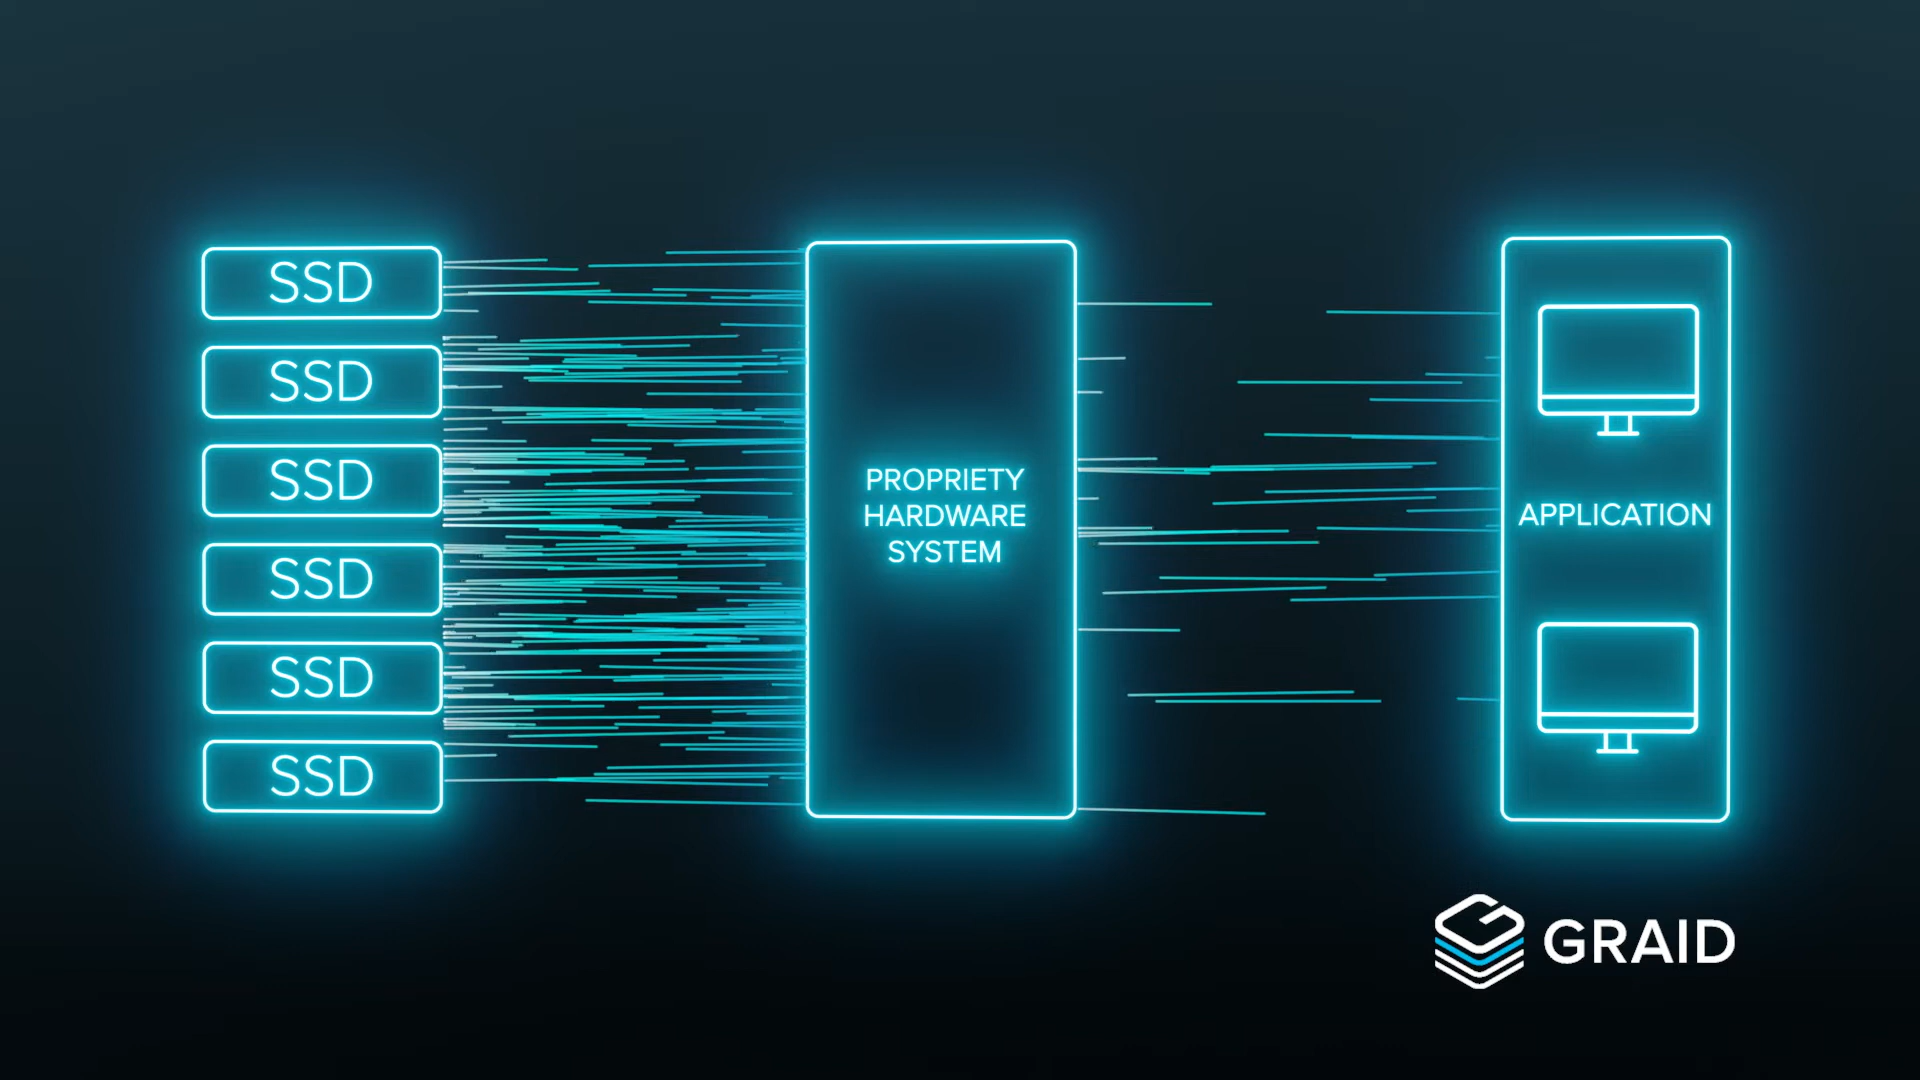 SSD
SSD
SSD
SSD
SSD
SSD
PROPRIETY
HARDWARE
SYSTEM
APPLICATION
GRAID